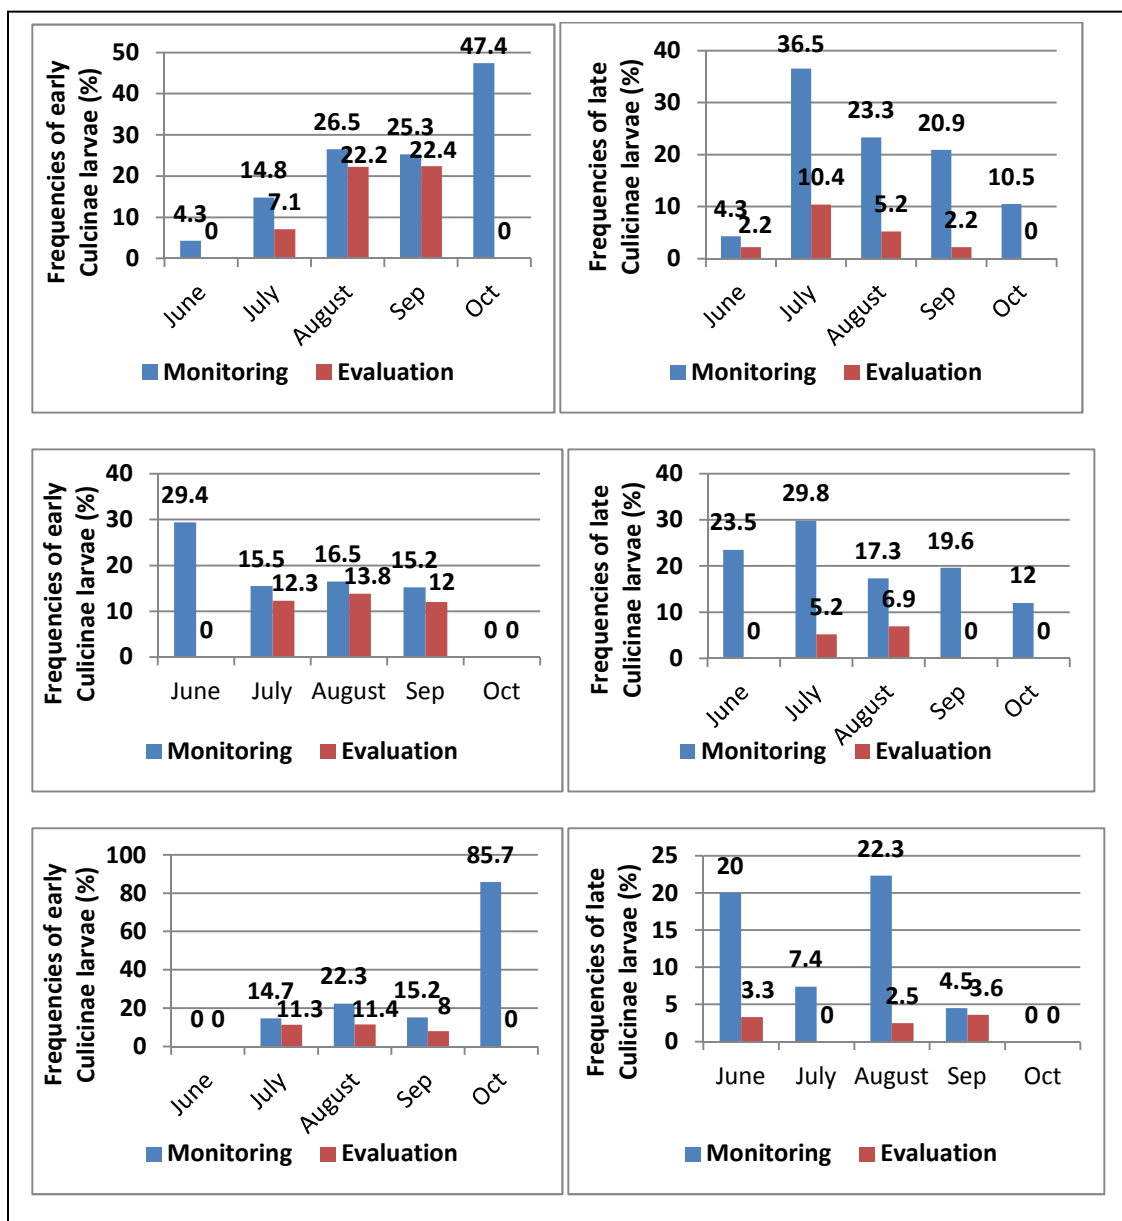 Frequencies of early
Culcinae larvae (%)
50
40
30
20
10
0
4.3
0
14.8
7.1
26.5
22.2
25.3
22.4
47.4
0
June
July
August
Sep
Oct
Monitoring
Evaluation
Frequencies of late
Culicinae larvae (%)
40
30
20
10
0
4.3
2.2
36.5
10.4
23.3
5.2
20.9
2.2
10.5
0
June
July
August
Sep
Oct
Monitoring
Evaluation
Frequencies of early
Culicinae larvae (%)
40
30
20
10
0
29.4
0
15.5
12.3
16.5
13.8
15.2
12
0
0
June
July
August
Sep
Oct
Monitoring
Evaluation
Frequencies of late
Culicinae larvae (%)
40
30
20
10
0
23.5
0
29.8
5.2
17.3
6.9
19.6
0
12
0
June
July
August
Sep
Oct
Monitoring
Evaluation
Frequencies of early
Culicinae larvae (%)
100
80
60
40
20
0
0
0
14.7
11.3
22.3
11.4
15.2
8
85.7
0
June
July
August
Sep
Oct
Monitoring
Evaluation
Frequencies of late
Culicinae larvae (%)
25
20
15
10
5
0
20
3.3
7.4
0
22.3
2.5
4.5
3.6
0
0
June
July
August
Sep
Oct
Monitoring
Evaluation